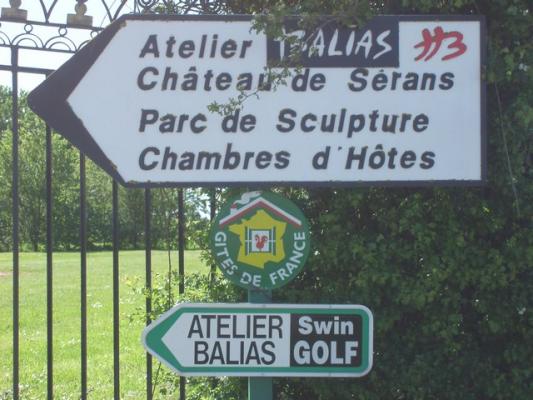 Atelier BALIAS
Château de Sérans
Parc de Sculpture
Chambres d'Hôtes
GITES DE FRANCE
ATELIER Swin
BALIAS GOLF